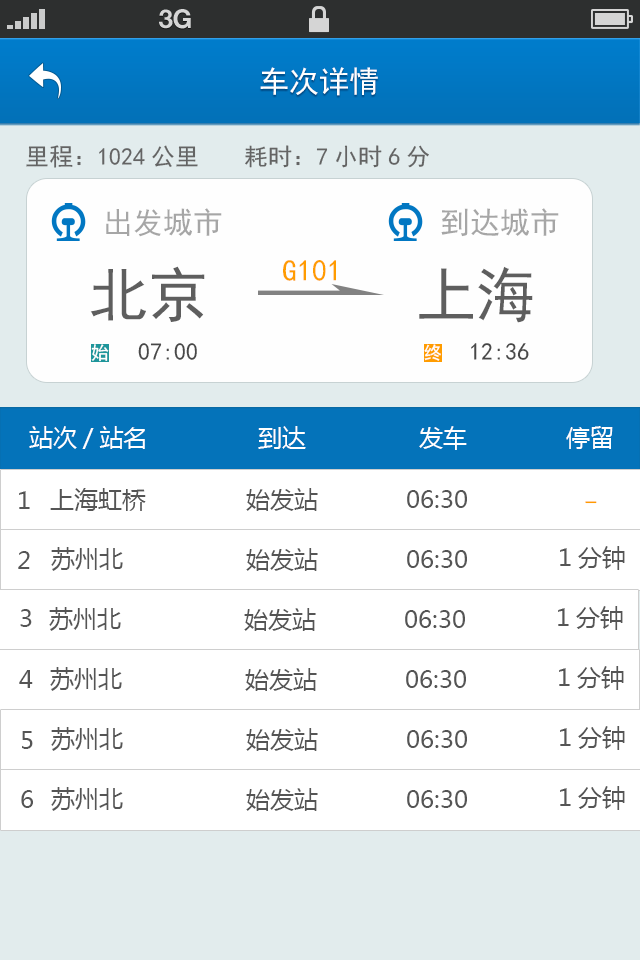 3G
车次详情
里程：1024 公里 耗时：7 小时 6 分
出发城市 到达城市
G101
北京 上海
始 07:00 终 12:36
站次 / 站名 到达 发车 停留
1 上海虹桥 始发站 06:30 –
2 苏州北 始发站 06:30 1 分钟
3 苏州北 始发站 06:30 1 分钟
4 苏州北 始发站 06:30 1 分钟
5 苏州北 始发站 06:30 1 分钟
6 苏州北 始发站 06:30 1 分钟